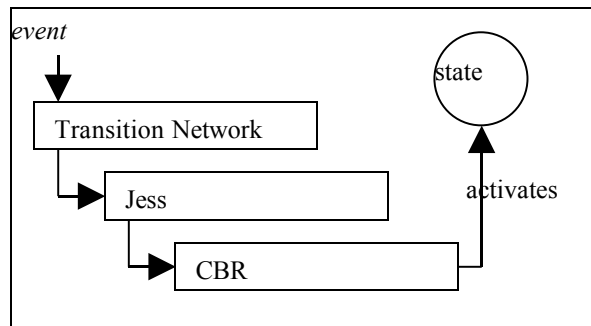 event
state
Transition Network
Jess
activates
CBR